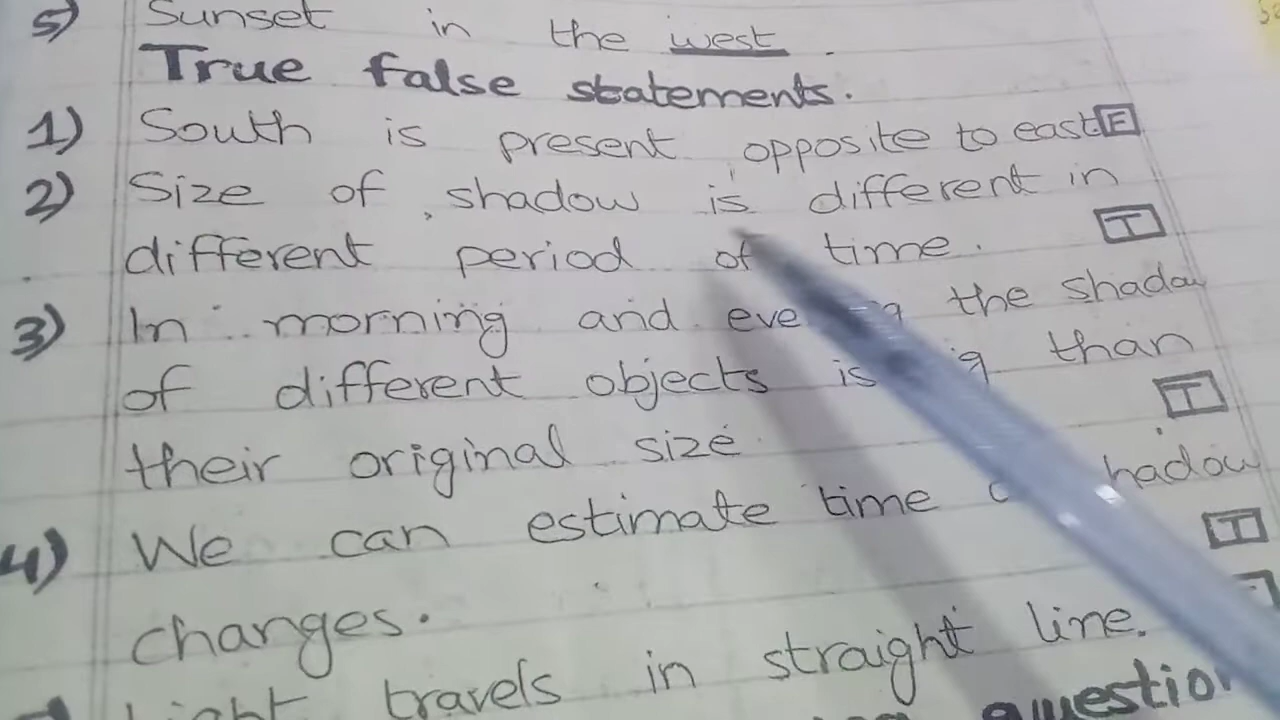 5) Sunset in the west.
True false statements.
1) South is present opposite to east F
2) Size of shadow is different in
different period of time. T
3) In morning and the shadow
of different objects is than
their original size T
4) We can estimate time
changes. T
travels in straight line.